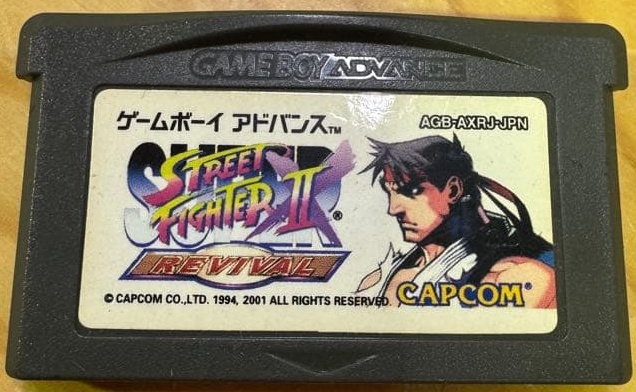 GAME BOY ADVANCE
ゲームボーイ アドバンス™
AGB-AXRJ-JPN
SUPER
STREET
FIGHTER II X®
REVIVAL
© CAPCOM CO.,LTD. 1994, 2001 ALL RIGHTS RESERVED.
CAPCOM®